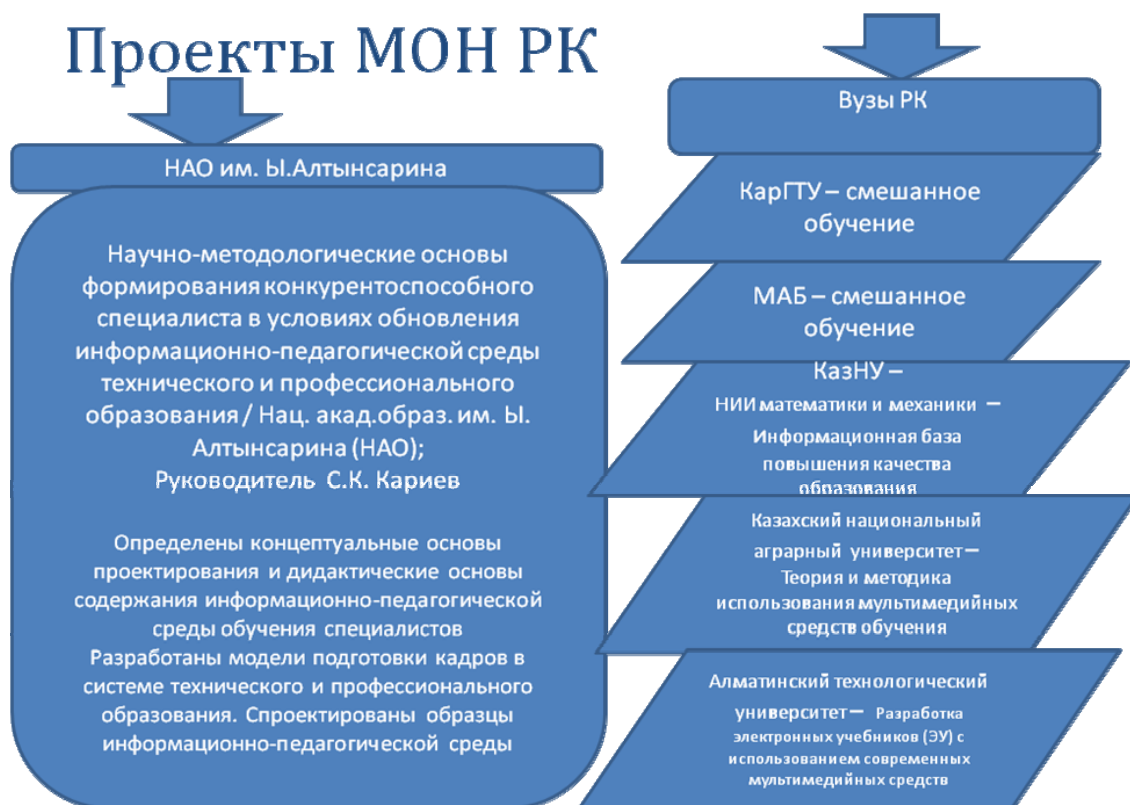 Проекты МОН РК
НАО им. Ы.Алтынсарина
Научно-методологические основы
формирования конкурентоспособного
специалиста в условиях обновления
информационно-педагогической среды
технического и профессионального
образования / Нац. акад.образ. им. Ы.
Алтынсарина (НАО);
Руководитель С.К. Кариев
Определены концептуальные основы
проектирования и дидактические основы
содержания информационно-педагогической
среды обучения специалистов
Разработаны модели подготовки кадров в
системе технического и профессионального
образования. Спроектированы образцы
информационно-педагогической среды
Вузы РК
КарГТУ – смешанное
обучение
МАБ – смешанное
обучение
КазНУ –
НИИ математики и механики –
Информационная база
повышения качества
образования
Казахский национальный
аграрный университет–
Теория и методика
использования мультимедийных
средств обучения
Алматинский технологический
университет– Разработка
электронных учебников (ЭУ) с
использованием современных
мультимедийных средств